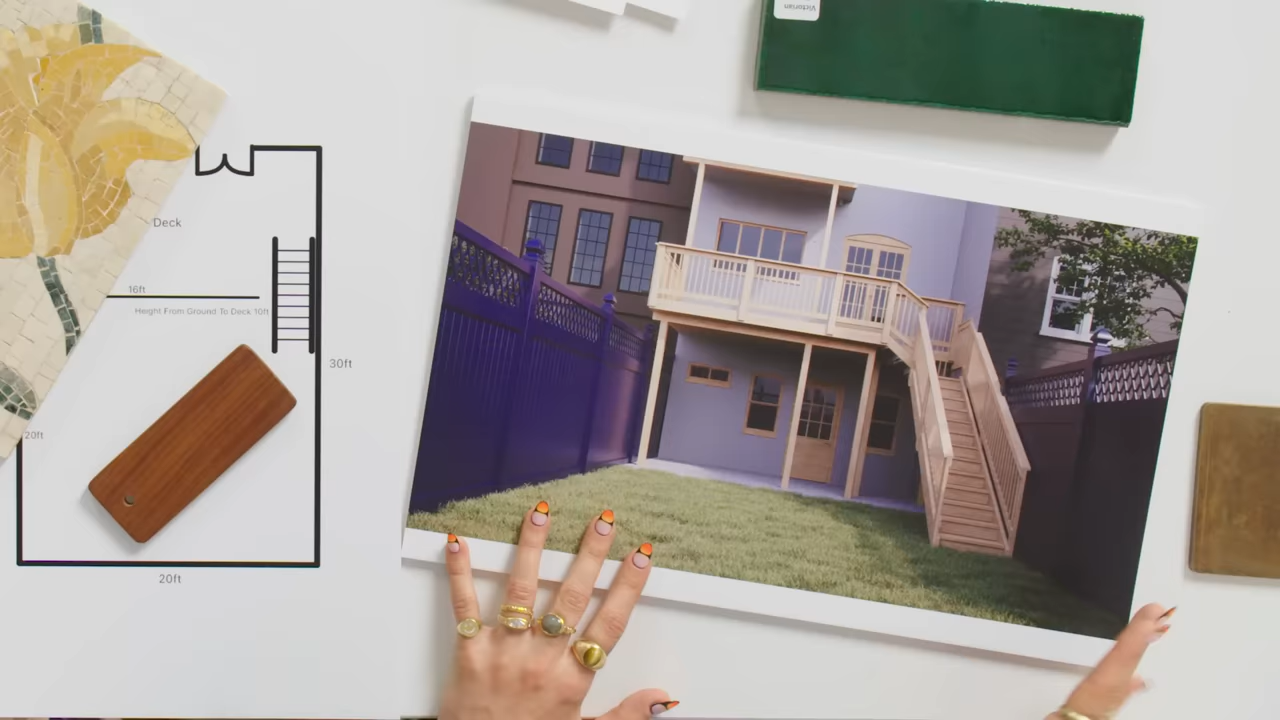 Victorian
Deck
16ft
Height From Ground To Deck 10ft
30ft
20ft
20ft